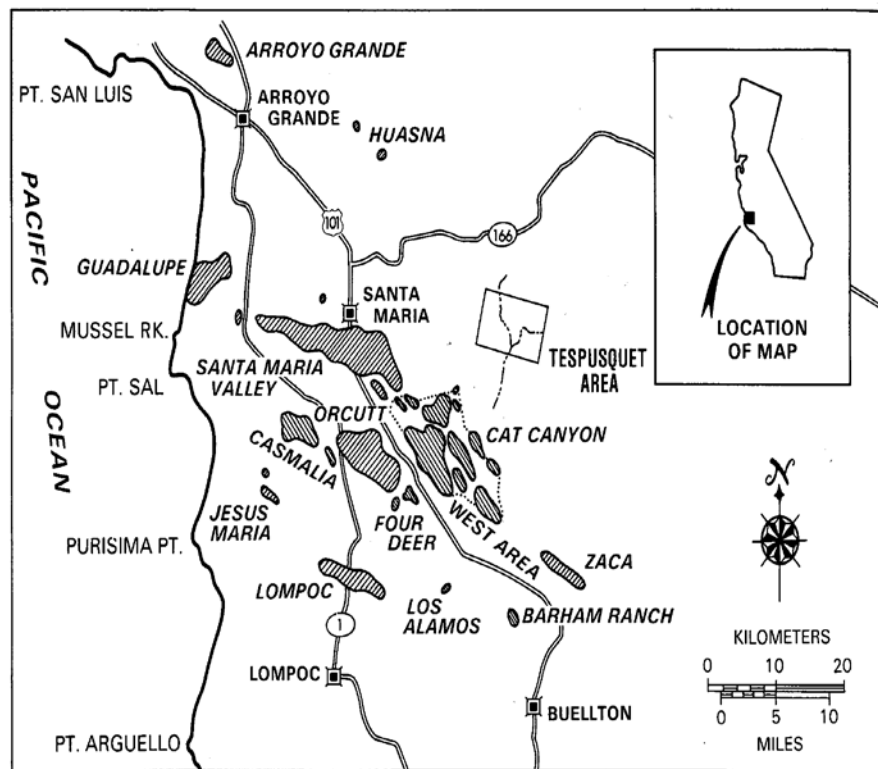 ARROYO GRANDE
PT. SAN LUIS
ARROYO
GRANDE
HUASNA
PACIFIC
OCEAN
101
166
GUADALUPE
SANTA
MARIA
MUSSEL RK.
TESPUSQUET
AREA
LOCATION
OF MAP
SANTA MARIA
VALLEY
PT. SAL
ORCUTT
CAT CANYON
CASMALIA
N
JESUS
MARIA
FOUR
DEER
WEST AREA
PURISIMA PT.
ZACA
LOMPOC
LOS
ALAMOS
BARHAM RANCH
1
KILOMETERS
0 10 20
0 5 10
MILES
LOMPOC
BUELLTON
PT. ARGUELLO